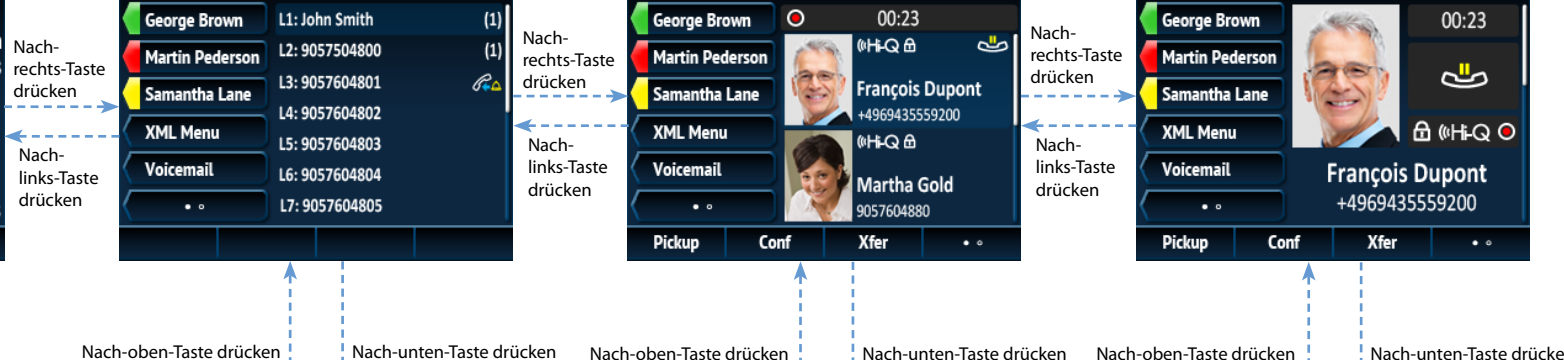 Nach-
rechts-Taste
drücken
Nach-
links-Taste
drücken
George Brown
Martin Pederson
Samantha Lane
XML Menu
Voicemail
L1: John Smith (1)
L2: 9057504800 (1)
L3: 9057604801
L4: 9057604802
L5: 9057604803
L6: 9057604804
L7: 9057604805
Nach-
rechts-Taste
drücken
Nach-
links-Taste
drücken
George Brown
Martin Pederson
Samantha Lane
XML Menu
Voicemail
00:23
Hi-Q
François Dupont
+4969435559200
Hi-Q
Martha Gold
9057604880
Pickup Conf Xfer
Nach-
rechts-Taste
drücken
Nach-
links-Taste
drücken
George Brown
Martin Pederson
Samantha Lane
XML Menu
Voicemail
00:23
Hi-Q
François Dupont
+4969435559200
Pickup Conf Xfer
Nach-oben-Taste drücken Nach-unten-Taste drücken Nach-oben-Taste drücken Nach-unten-Taste drücken Nach-oben-Taste drücken Nach-unten-Taste drücke